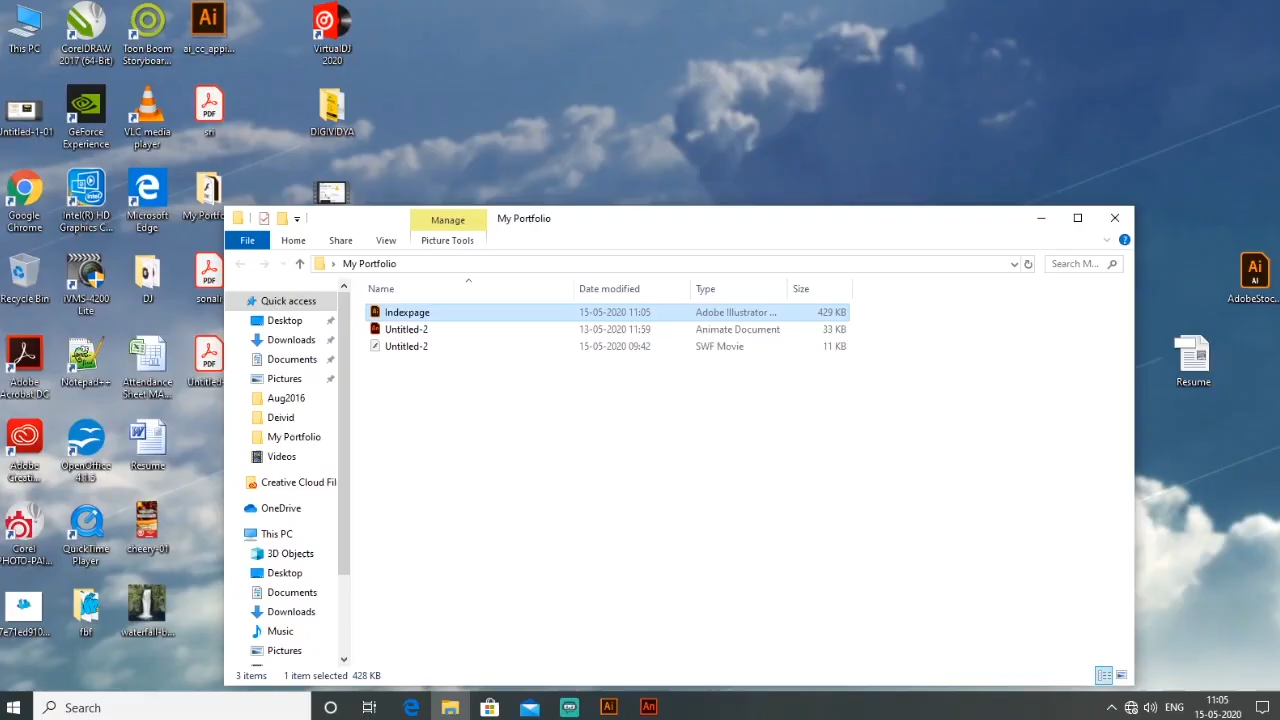 This PC
CorelDRAW
2017 (64-Bit)
Toon Boom
Storyboar...
ai_cc_appi...
VirtualDJ
2020
Untitled-1-01
GeForce
Experience
VLC media
player
sri
DIGIVIDYA
Google
Chrome
Intel(R) HD
Graphics C...
Microsoft
Edge
My Portfo
Recycle Bin
iVMS-4200
Lite
DJ
sonali
Adobe
Acrobat DC
Notepad++
Attendance
Sheet MA...
Untitled-
Adobe
Creati...
OpenOffice
4.1.5
Resume
Corel
PHOTO-PAI...
QuickTime
Player
cheery-01
7e71ed910...
fbf
waterfall-b...
Manage
My Portfolio
File
Home
Share
View
Picture Tools
My Portfolio
Search M...
Name
Date modified
Type
Size
Indexpage
15-05-2020 11:05
Adobe Illustrator ...
429 KB
Untitled-2
13-05-2020 11:59
Animate Document
33 KB
Untitled-2
15-05-2020 09:42
SWF Movie
11 KB
Quick access
Desktop
Downloads
Documents
Pictures
Aug2016
Deivid
My Portfolio
Videos
Creative Cloud Fil
OneDrive
This PC
3D Objects
Desktop
Documents
Downloads
Music
Pictures
3 items
1 item selected 428 KB
AdobeStoc...
Resume
Search
ENG
11:05
15-05-2020